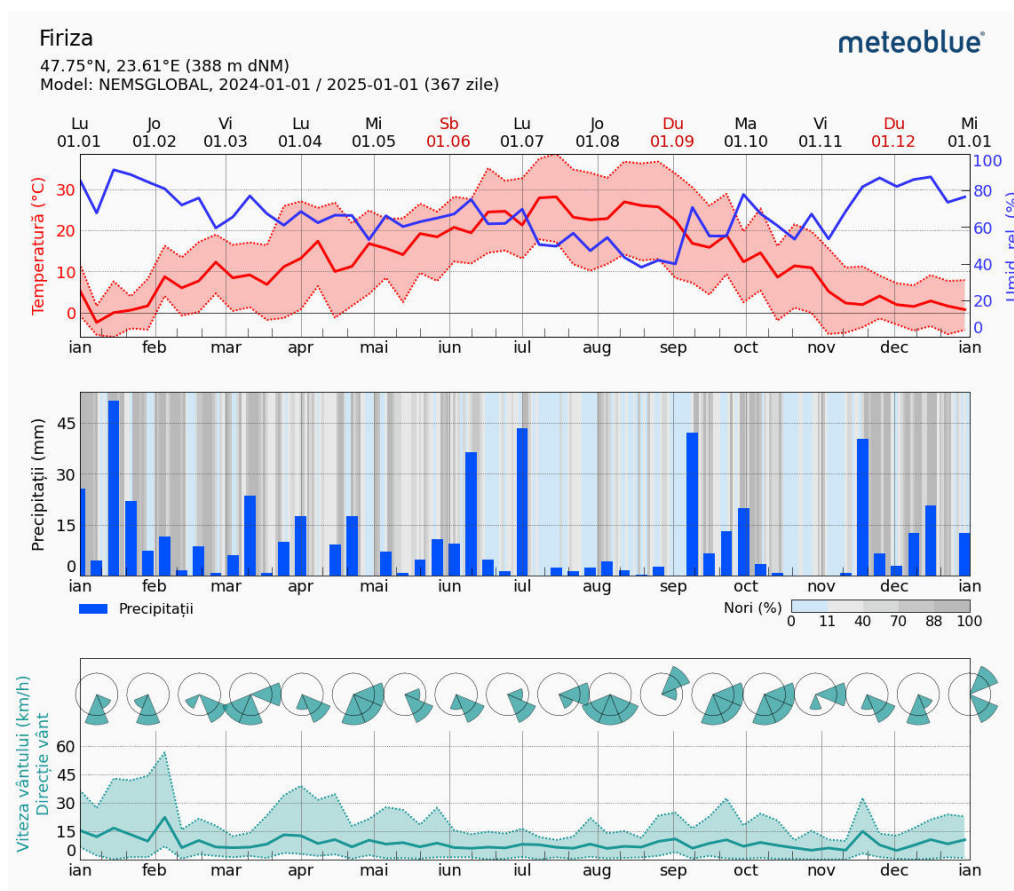 Firiza
meteoblue®
47.75°N, 23.61°E (388 m dNM)
Model: NEMSGLOBAL, 2024-01-01 / 2025-01-01 (367 zile)
Lu Jo Vi Lu Mi Sb Lu Jo Du Ma Vi Du Mi
01.01 01.02 01.03 01.04 01.05 01.06 01.07 01.08 01.09 01.10 01.11 01.12 01.01
Temperatură (°C)
30
20
10
0
100
80
60
40
20
0
Umid. rel. (%)
ian feb mar apr mai iun iul aug sep oct nov dec ian
Precipitații (mm)
45
30
15
0
ian feb mar apr mai iun iul aug sep oct nov dec ian
Precipitații
Nori (%)
0 11 40 70 88 100
Viteza vântului (km/h)
Direcție vânt
60
45
30
15
0
ian feb mar apr mai iun iul aug sep oct nov dec ian